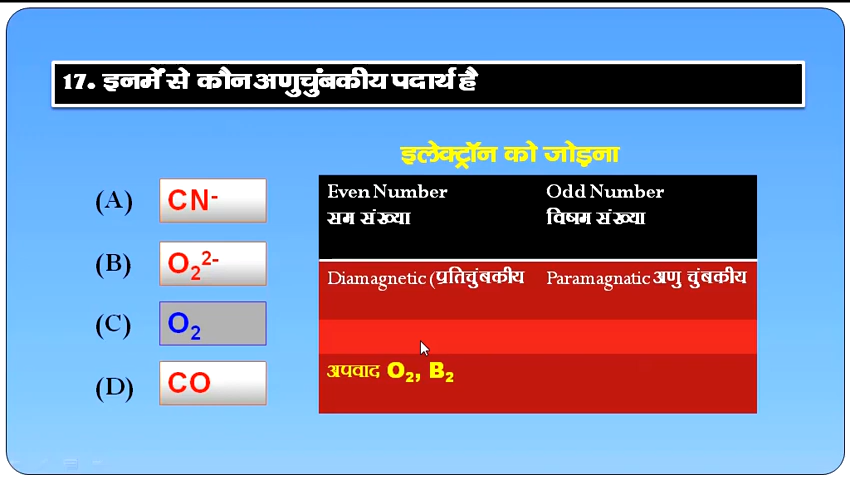 17. इनमें से कौन अणुचुंबकीय पदार्थ है
इलेक्ट्रॉन को जोड़ना
(A) CN⁻
(B) O₂²⁻
(C) O₂
(D) CO
Even Number Odd Number
सम संख्या विषम संख्या
Diamagnetic (प्रतिचुंबकीय Paramagnatic अणु चुंबकीय
अपवाद O₂, B₂